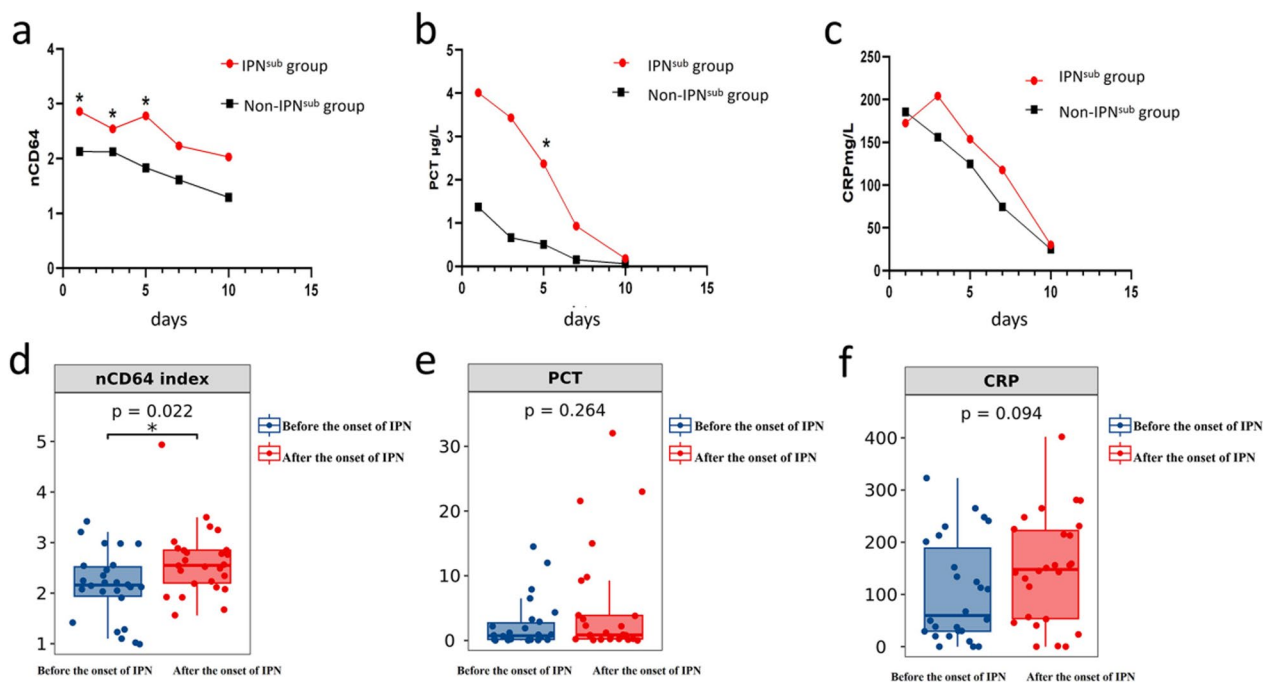 a
4
3
2
1
0
nCD64
* * *
IPNsub group
Non-IPNsub group
0 5 10 15
days
b
5
4
3
2
1
0
PCT µg/L
*
IPNsub group
Non-IPNsub group
0 5 10 15
days
c
250
200
150
100
50
0
CRPmg/L
IPNsub group
Non-IPNsub group
0 5 10 15
days
d
nCD64 index
p = 0.022
*
5
4
3
2
1
Before the onset of IPN
After the onset of IPN
Before the onset of IPN After the onset of IPN
e
PCT
p = 0.264
30
20
10
0
Before the onset of IPN
After the onset of IPN
Before the onset of IPN After the onset of IPN
f
CRP
p = 0.094
400
300
200
100
0
Before the onset of IPN
After the onset of IPN
Before the onset of IPN After the onset of IPN